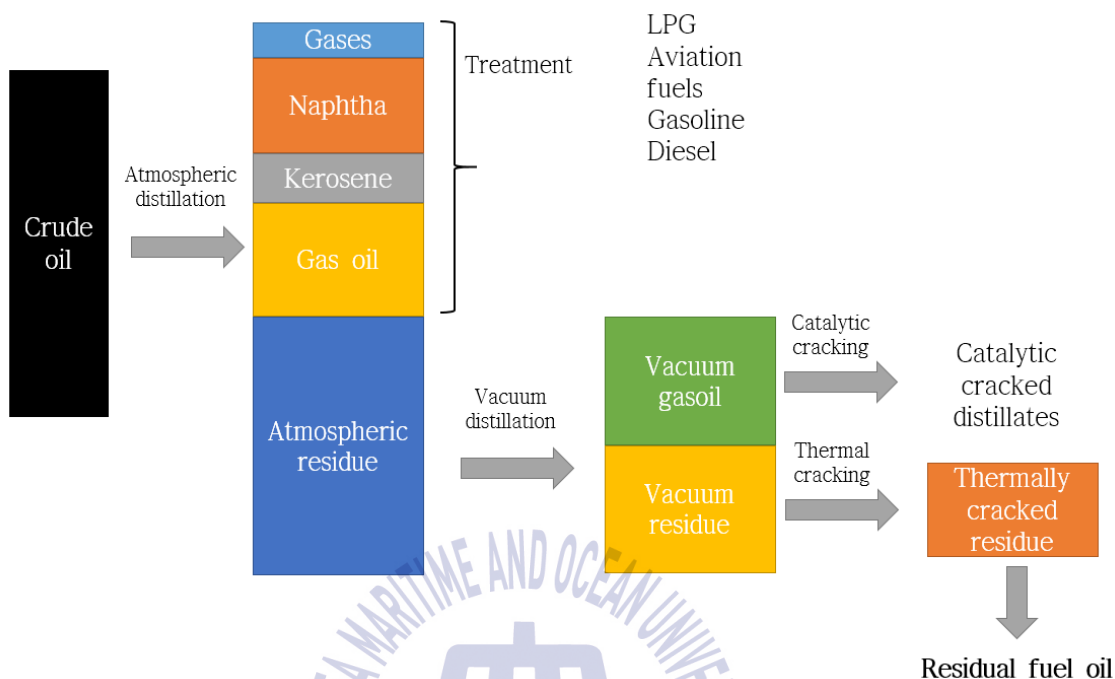 Crude
oil
Atmospheric
distillation
Gases
Naphtha
Kerosene
Gas oil
Atmospheric
residue
Treatment
LPG
Aviation
fuels
Gasoline
Diesel
Vacuum
distillation
Vacuum
gasoil
Vacuum
residue
Catalytic
cracking
Thermal
cracking
Catalytic
cracked
distillates
Thermally
cracked
residue
Residual fuel oil
MARITIME AND OCEAN